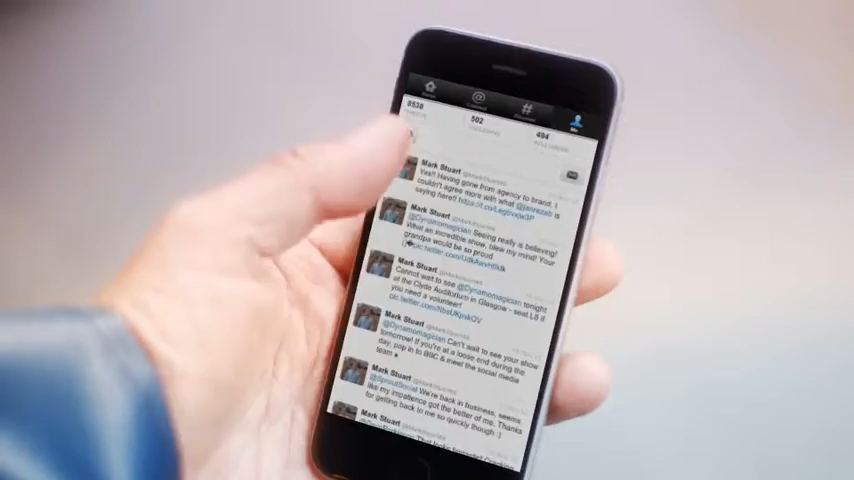 8538
502
494
Mark Stuart
Yes!! Having gone from agency to brand, I
couldn't agree more with what @janrezab is
saying here!!
Mark Stuart
@Dynamomagician Seeing really is believing!
What an incredible show, blew my mind! Your
grandpa would be so proud
Mark Stuart
Cannot wait to see @Dynamomagician tonight
at the Clyde Auditorium in Glasgow - seat L8 if
you need a volunteer!
Mark Stuart
@Dynamomagician Can't wait to see your show
tomorrow! If you're at a loose end during the
day, pop in to BIIC & meet the social media
team
Mark Stuart
@SproutSocial We're back in business, seems
like my impatience got the better of me. Thanks
for getting back to me so quickly though :)
Mark Stuart